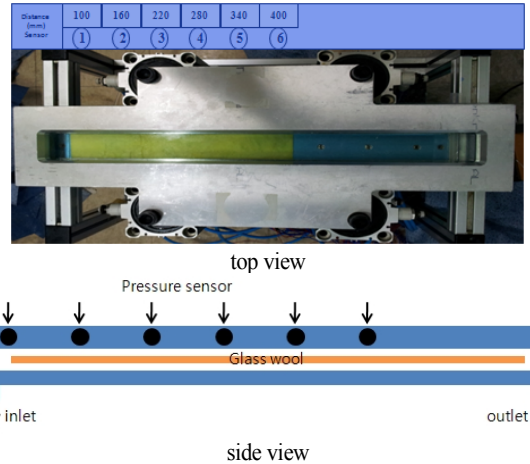 Distance (mm) 100 160 220 280 340 400
Sensor 1 2 3 4 5 6
top view
Pressure sensor
Glass wool
inlet
outlet
side view